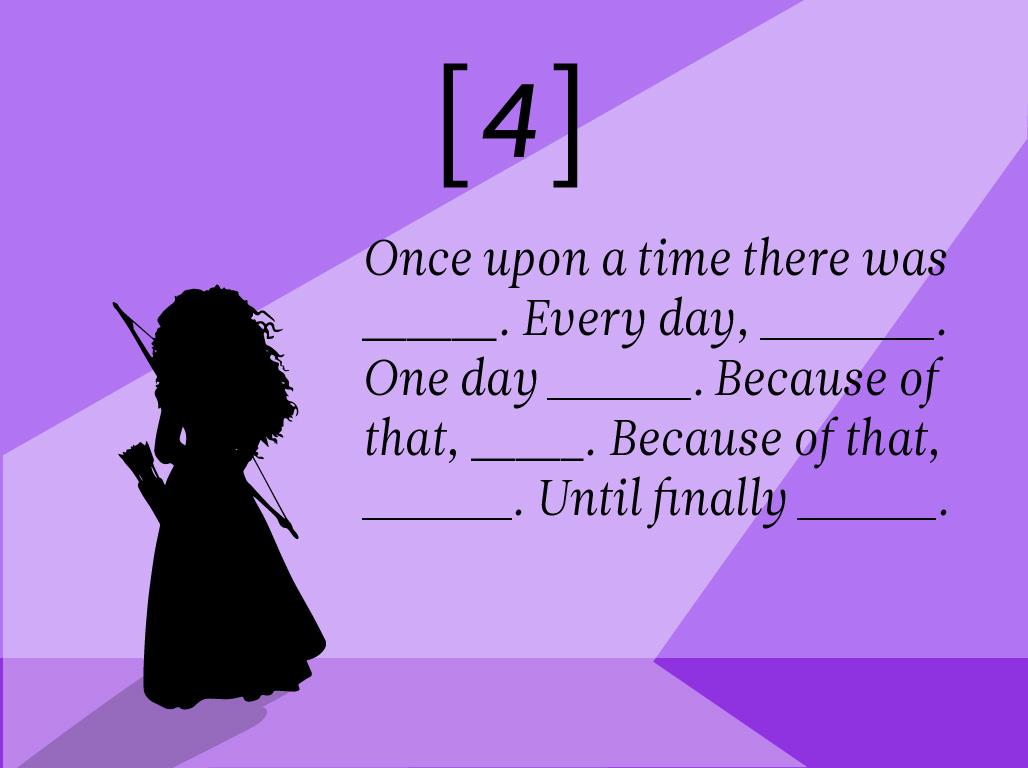 [4]
Once upon a time there was
______. Every day, ________.
One day ______. Because of
that, _____. Because of that,
_______. Until finally ______.